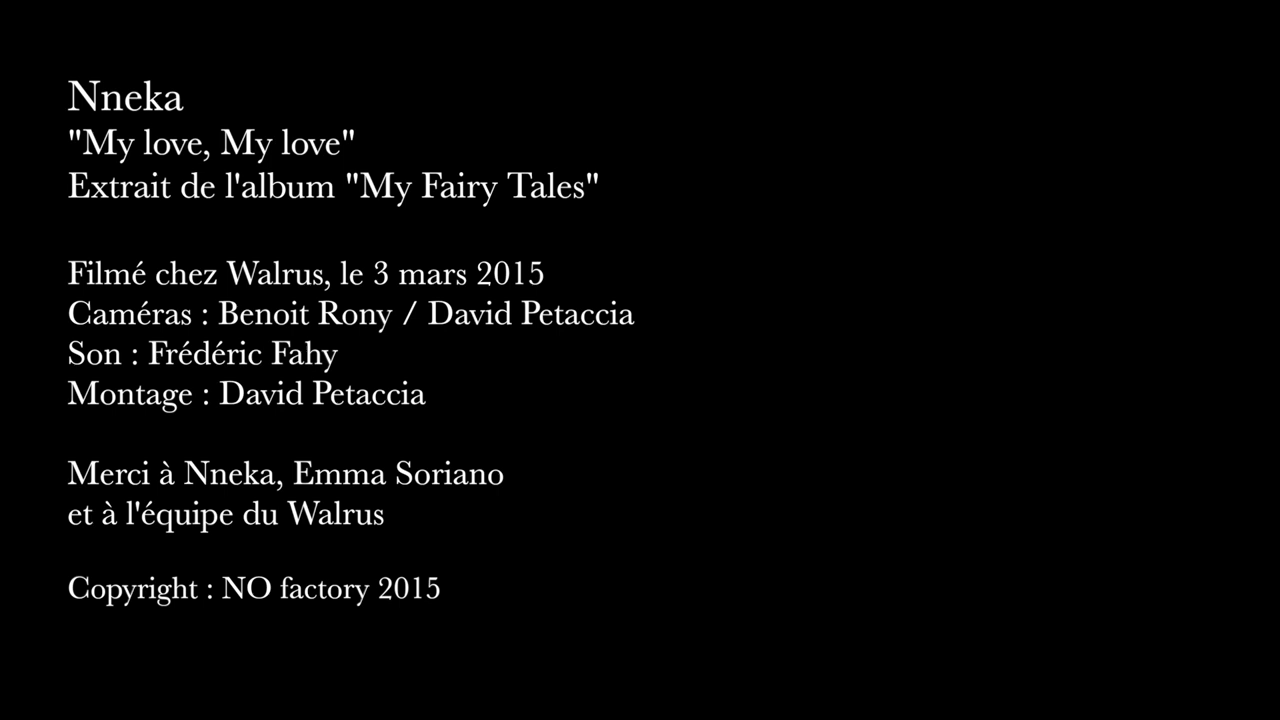 Nneka
"My love, My love"
Extrait de l'album "My Fairy Tales"
Filmé chez Walrus, le 3 mars 2015
Caméras : Benoit Rony / David Petaccia
Son : Frédéric Fahy
Montage : David Petaccia
Merci à Nneka, Emma Soriano
et à l'équipe du Walrus
Copyright : NO factory 2015